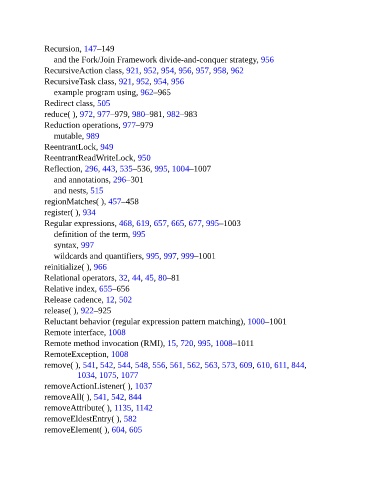 Recursion, 147–149
and the Fork/Join Framework divide-and-conquer strategy, 956
RecursiveAction class, 921, 952, 954, 956, 957, 958, 962
RecursiveTask class, 921, 952, 954, 956
example program using, 962–965
Redirect class, 505
reduce( ), 972, 977–979, 980–981, 982–983
Reduction operations, 977–979
mutable, 989
ReentrantLock, 949
ReentrantReadWriteLock, 950
Reflection, 296, 443, 535–536, 995, 1004–1007
and annotations, 296–301
and nests, 515
regionMatches( ), 457–458
register( ), 934
Regular expressions, 468, 619, 657, 665, 677, 995–1003
definition of the term, 995
syntax, 997
wildcards and quantifiers, 995, 997, 999–1001
reinitialize( ), 966
Relational operators, 32, 44, 45, 80–81
Relative index, 655–656
Release cadence, 12, 502
release( ), 922–925
Reluctant behavior (regular expression pattern matching), 1000–1001
Remote interface, 1008
Remote method invocation (RMI), 15, 720, 995, 1008–1011
RemoteException, 1008
remove( ), 541, 542, 544, 548, 556, 561, 562, 563, 573, 609, 610, 611, 844,
1034, 1075, 1077
removeActionListener( ), 1037
removeAll( ), 541, 542, 844
removeAttribute( ), 1135, 1142
removeEldestEntry( ), 582
removeElement( ), 604, 605